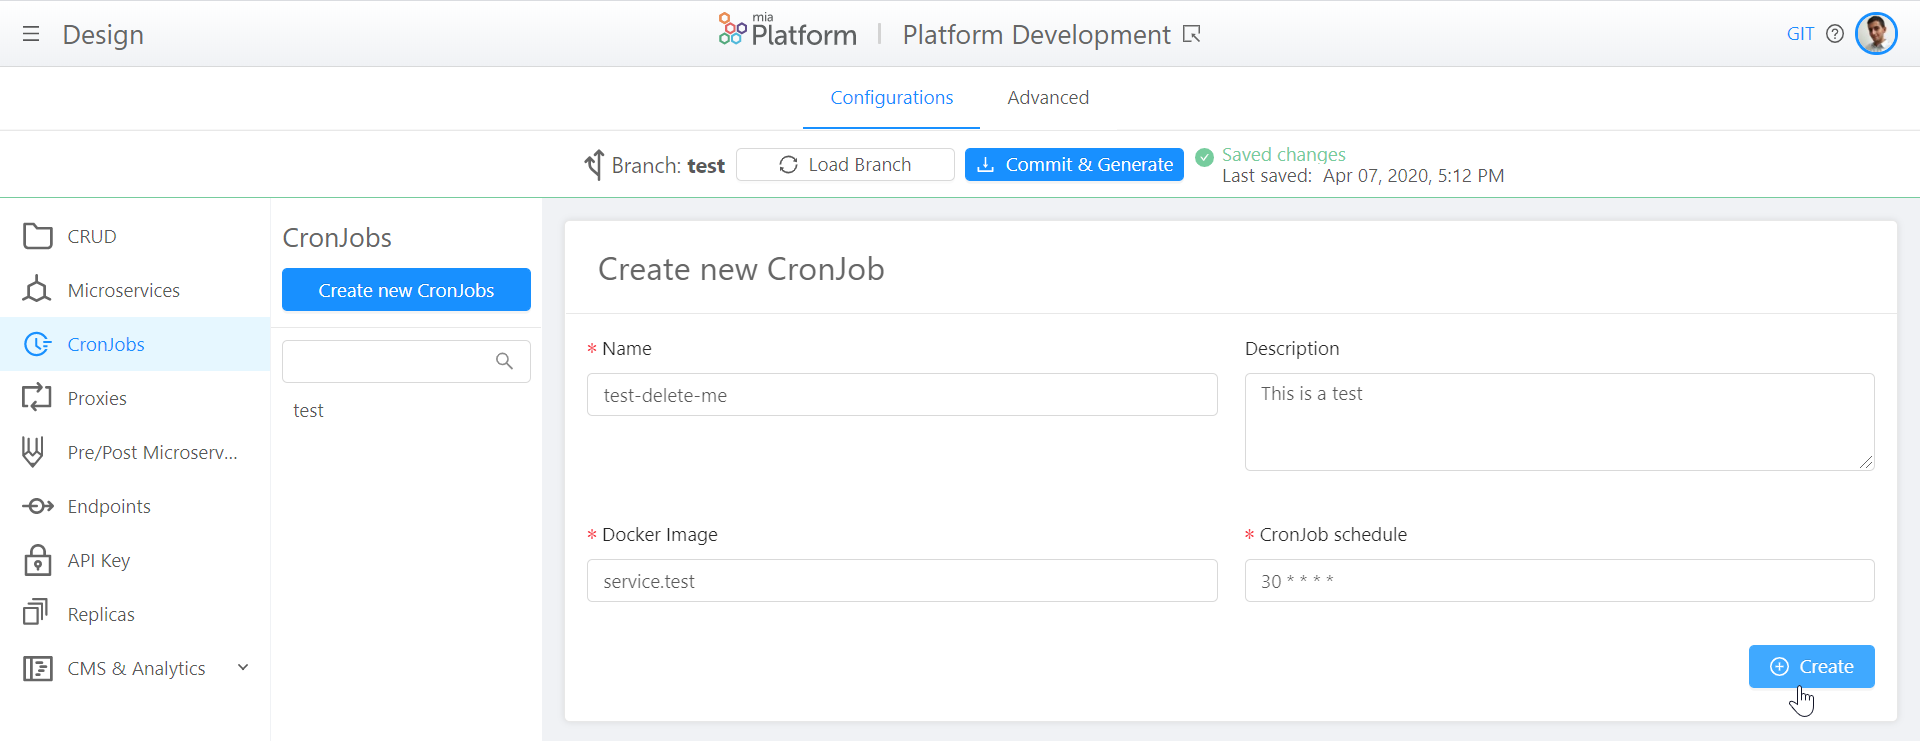 Design
mia
Platform
Platform Development
GIT
Configurations
Advanced
Branch: test
Load Branch
Commit & Generate
Saved changes
Last saved: Apr 07, 2020, 5:12 PM
CRUD
Microservices
CronJobs
Proxies
Pre/Post Microserv...
Endpoints
API Key
Replicas
CMS & Analytics
CronJobs
Create new CronJobs
test
Create new CronJob
* Name
test-delete-me
Description
This is a test
* Docker Image
service.test
* CronJob schedule
30 * * * *
Create